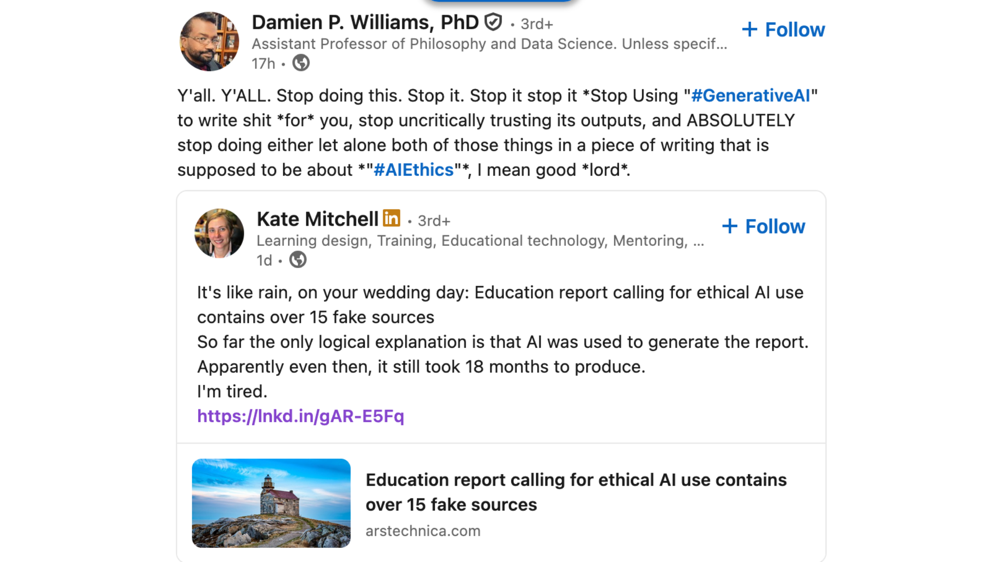 Damien P. Williams, PhD • 3rd+
+ Follow
Assistant Professor of Philosophy and Data Science. Unless specif...
17h •
Y'all. Y'ALL. Stop doing this. Stop it. Stop it stop it *Stop Using "#GenerativeAI"
to write shit *for* you, stop uncritically trusting its outputs, and ABSOLUTELY
stop doing either let alone both of those things in a piece of writing that is
supposed to be about *"#AIEthics"*, I mean good *lord*.
Kate Mitchell in • 3rd+
+ Follow
Learning design, Training, Educational technology, Mentoring, ...
1d •
It's like rain, on your wedding day: Education report calling for ethical AI use
contains over 15 fake sources
So far the only logical explanation is that AI was used to generate the report.
Apparently even then, it still took 18 months to produce.
I'm tired.
https://lnkd.in/gAR-E5Fq
Education report calling for ethical AI use contains
over 15 fake sources
arstechnica.com